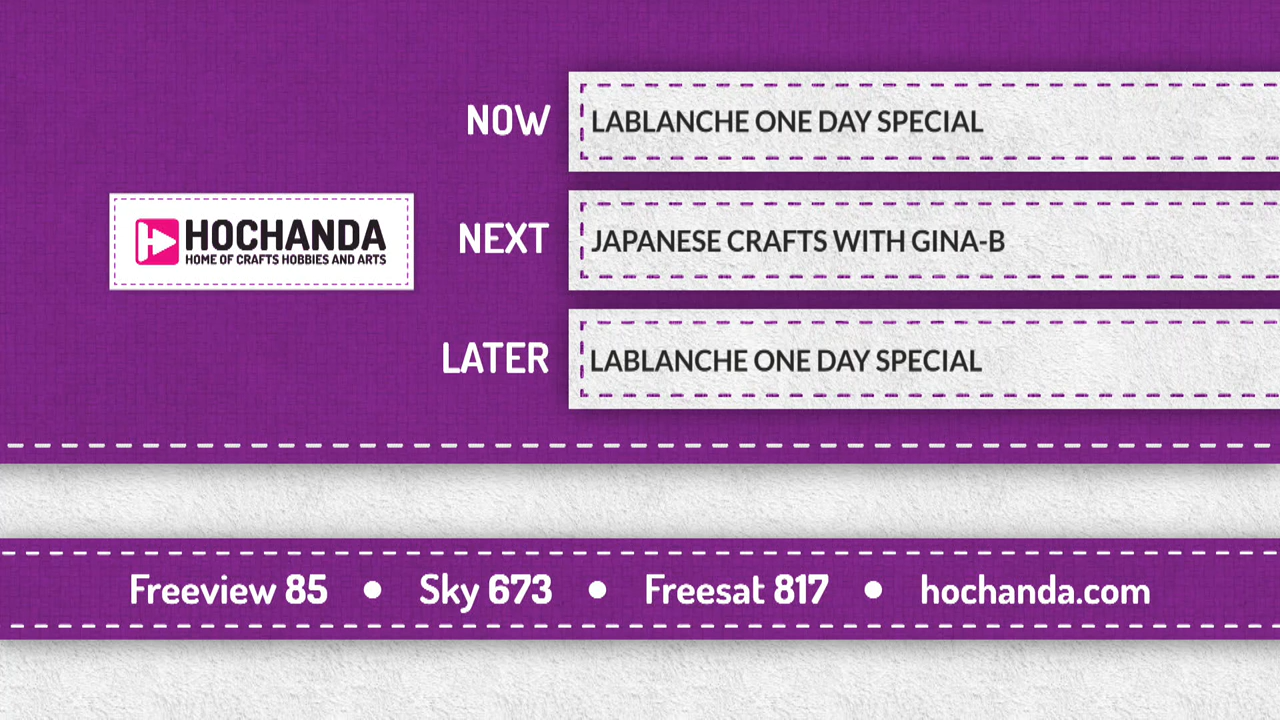 NOW
LABLANCHE ONE DAY SPECIAL
HOCHANDA
HOME OF CRAFTS HOBBIES AND ARTS
NEXT
JAPANESE CRAFTS WITH GINA-B
LATER
LABLANCHE ONE DAY SPECIAL
Freeview 85 • Sky 673 • Freesat 817 • hochanda.com